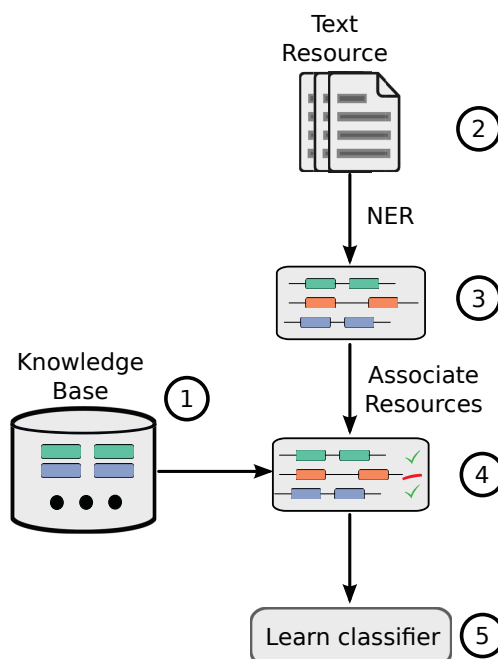 Text
Resource
2
NER
3
Knowledge
Base
1
Associate
Resources
4
Learn classifier
5